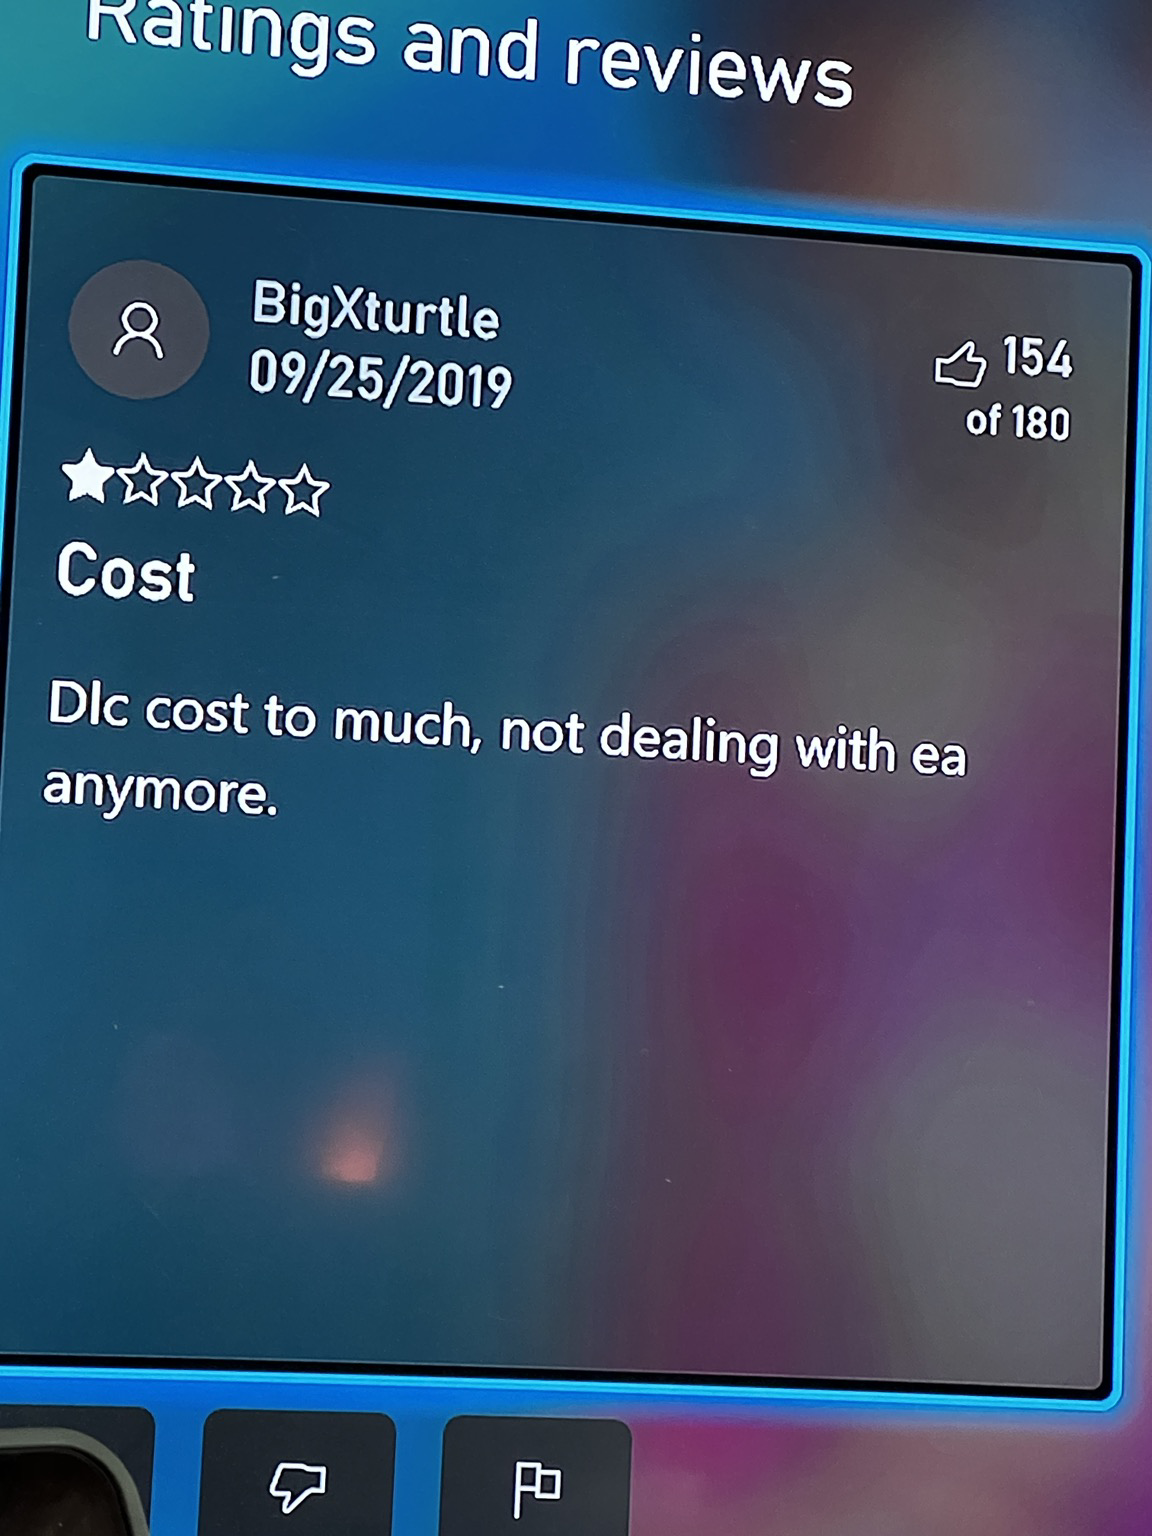 Ratings and reviews
BigXturtle
09/25/2019
154
of 180
Cost
Dlc cost to much, not dealing with ea
anymore.